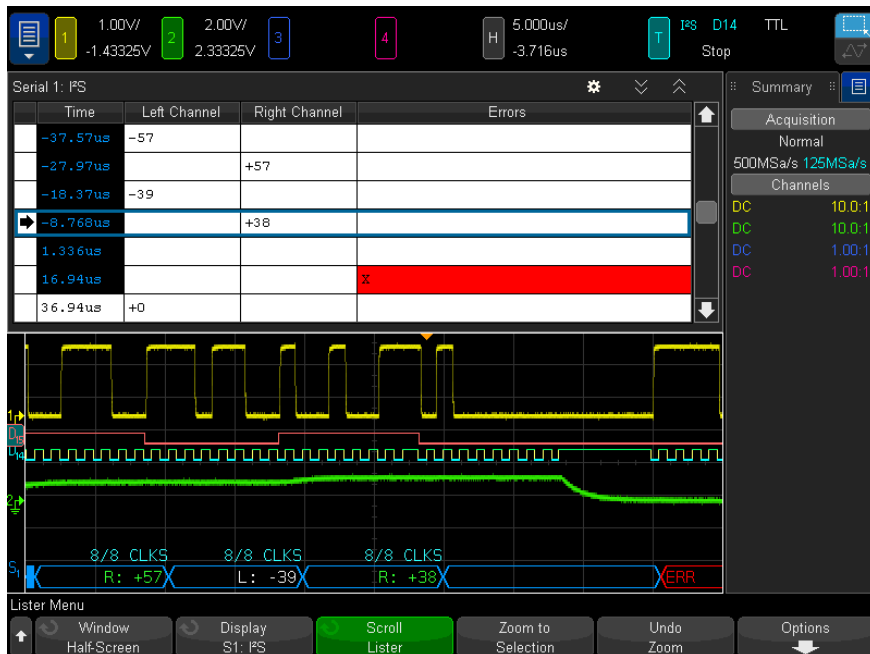 1 1.00V/ 2 2.00V/ 3 4 H 5.000us/ T I²S D14 TTL
-1.43325V 2.33325V -3.716us Stop
Serial 1: I²S
Time Left Channel Right Channel Errors
-37.57us -57
-27.97us +57
-18.37us -39
-8.768us +38
1.336us
16.94us X
36.94us +0
Summary
Acquisition
Normal
500MSa/s 125MSa/s
Channels
DC 10.0:1
DC 10.0:1
DC 1.00:1
DC 1.00:1
1
D15
D14
2
8/8 CLKS 8/8 CLKS 8/8 CLKS
S1 R: +57 L: -39 R: +38 ERR
Lister Menu
Window Display Scroll Zoom to Undo Options
Half-Screen S1: I²S Lister Selection Zoom